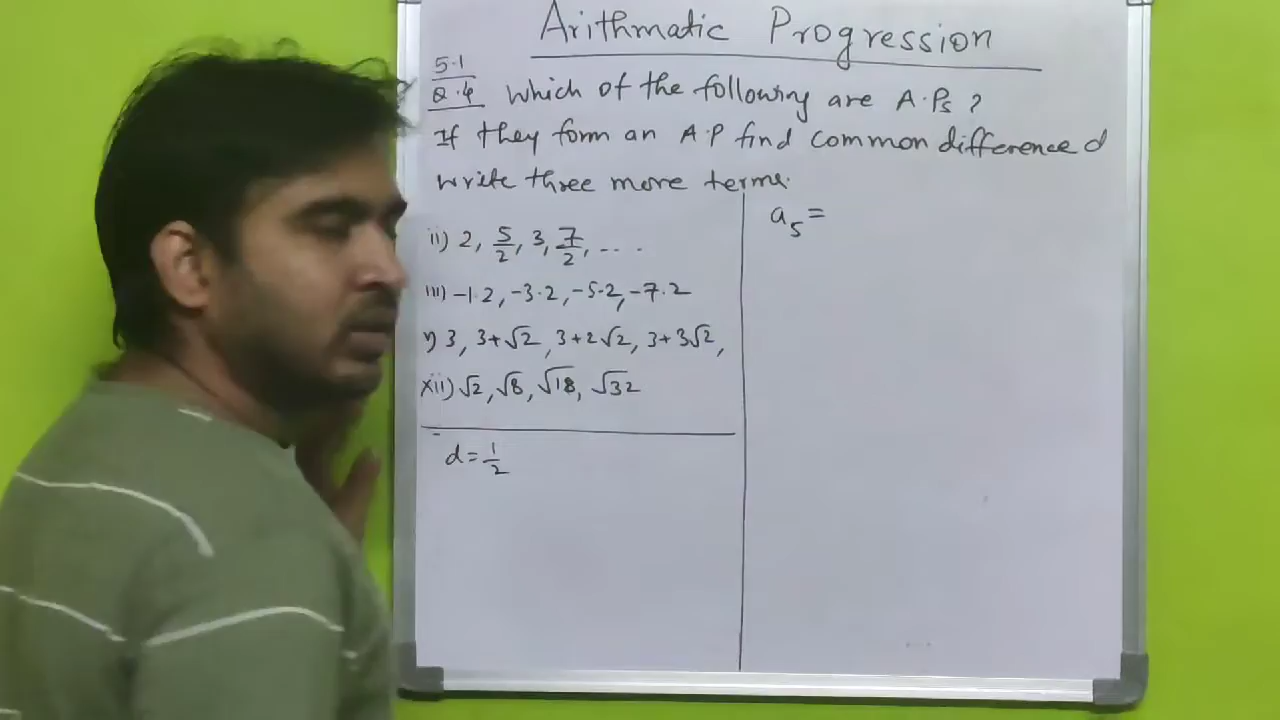 Arithmatic Progression
5.1
Q.4 Which of the following are A.Ps ?
If they form an A.P find common difference d
write three more terms.
ii) 2, 5/2, 3, 7/2, ....
iii) -1.2, -3.2, -5.2, -7.2
v) 3, 3+√2, 3+2√2, 3+3√2,
xii) √2, √8, √18, √32
d = 1/2
a₅ =